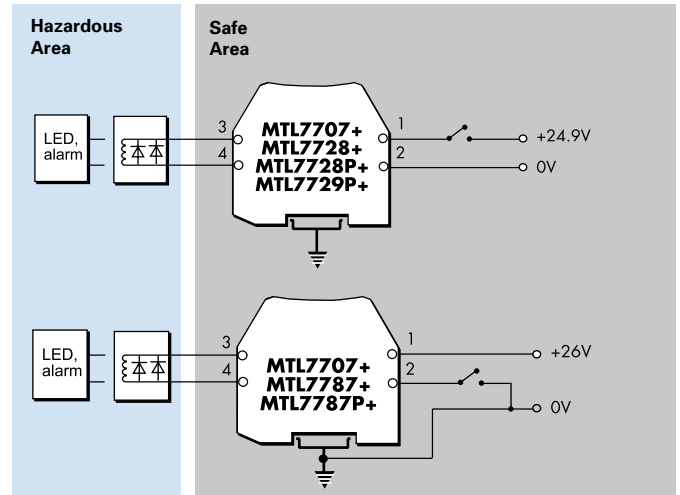 Hazardous
Area
Safe
Area
LED,
alarm
3
4
MTL7707+
MTL7728+
MTL7728P+
MTL7729P+
1
2
+24.9V
0V
LED,
alarm
3
4
MTL7707+
MTL7787+
MTL7787P+
1
2
+26V
0V